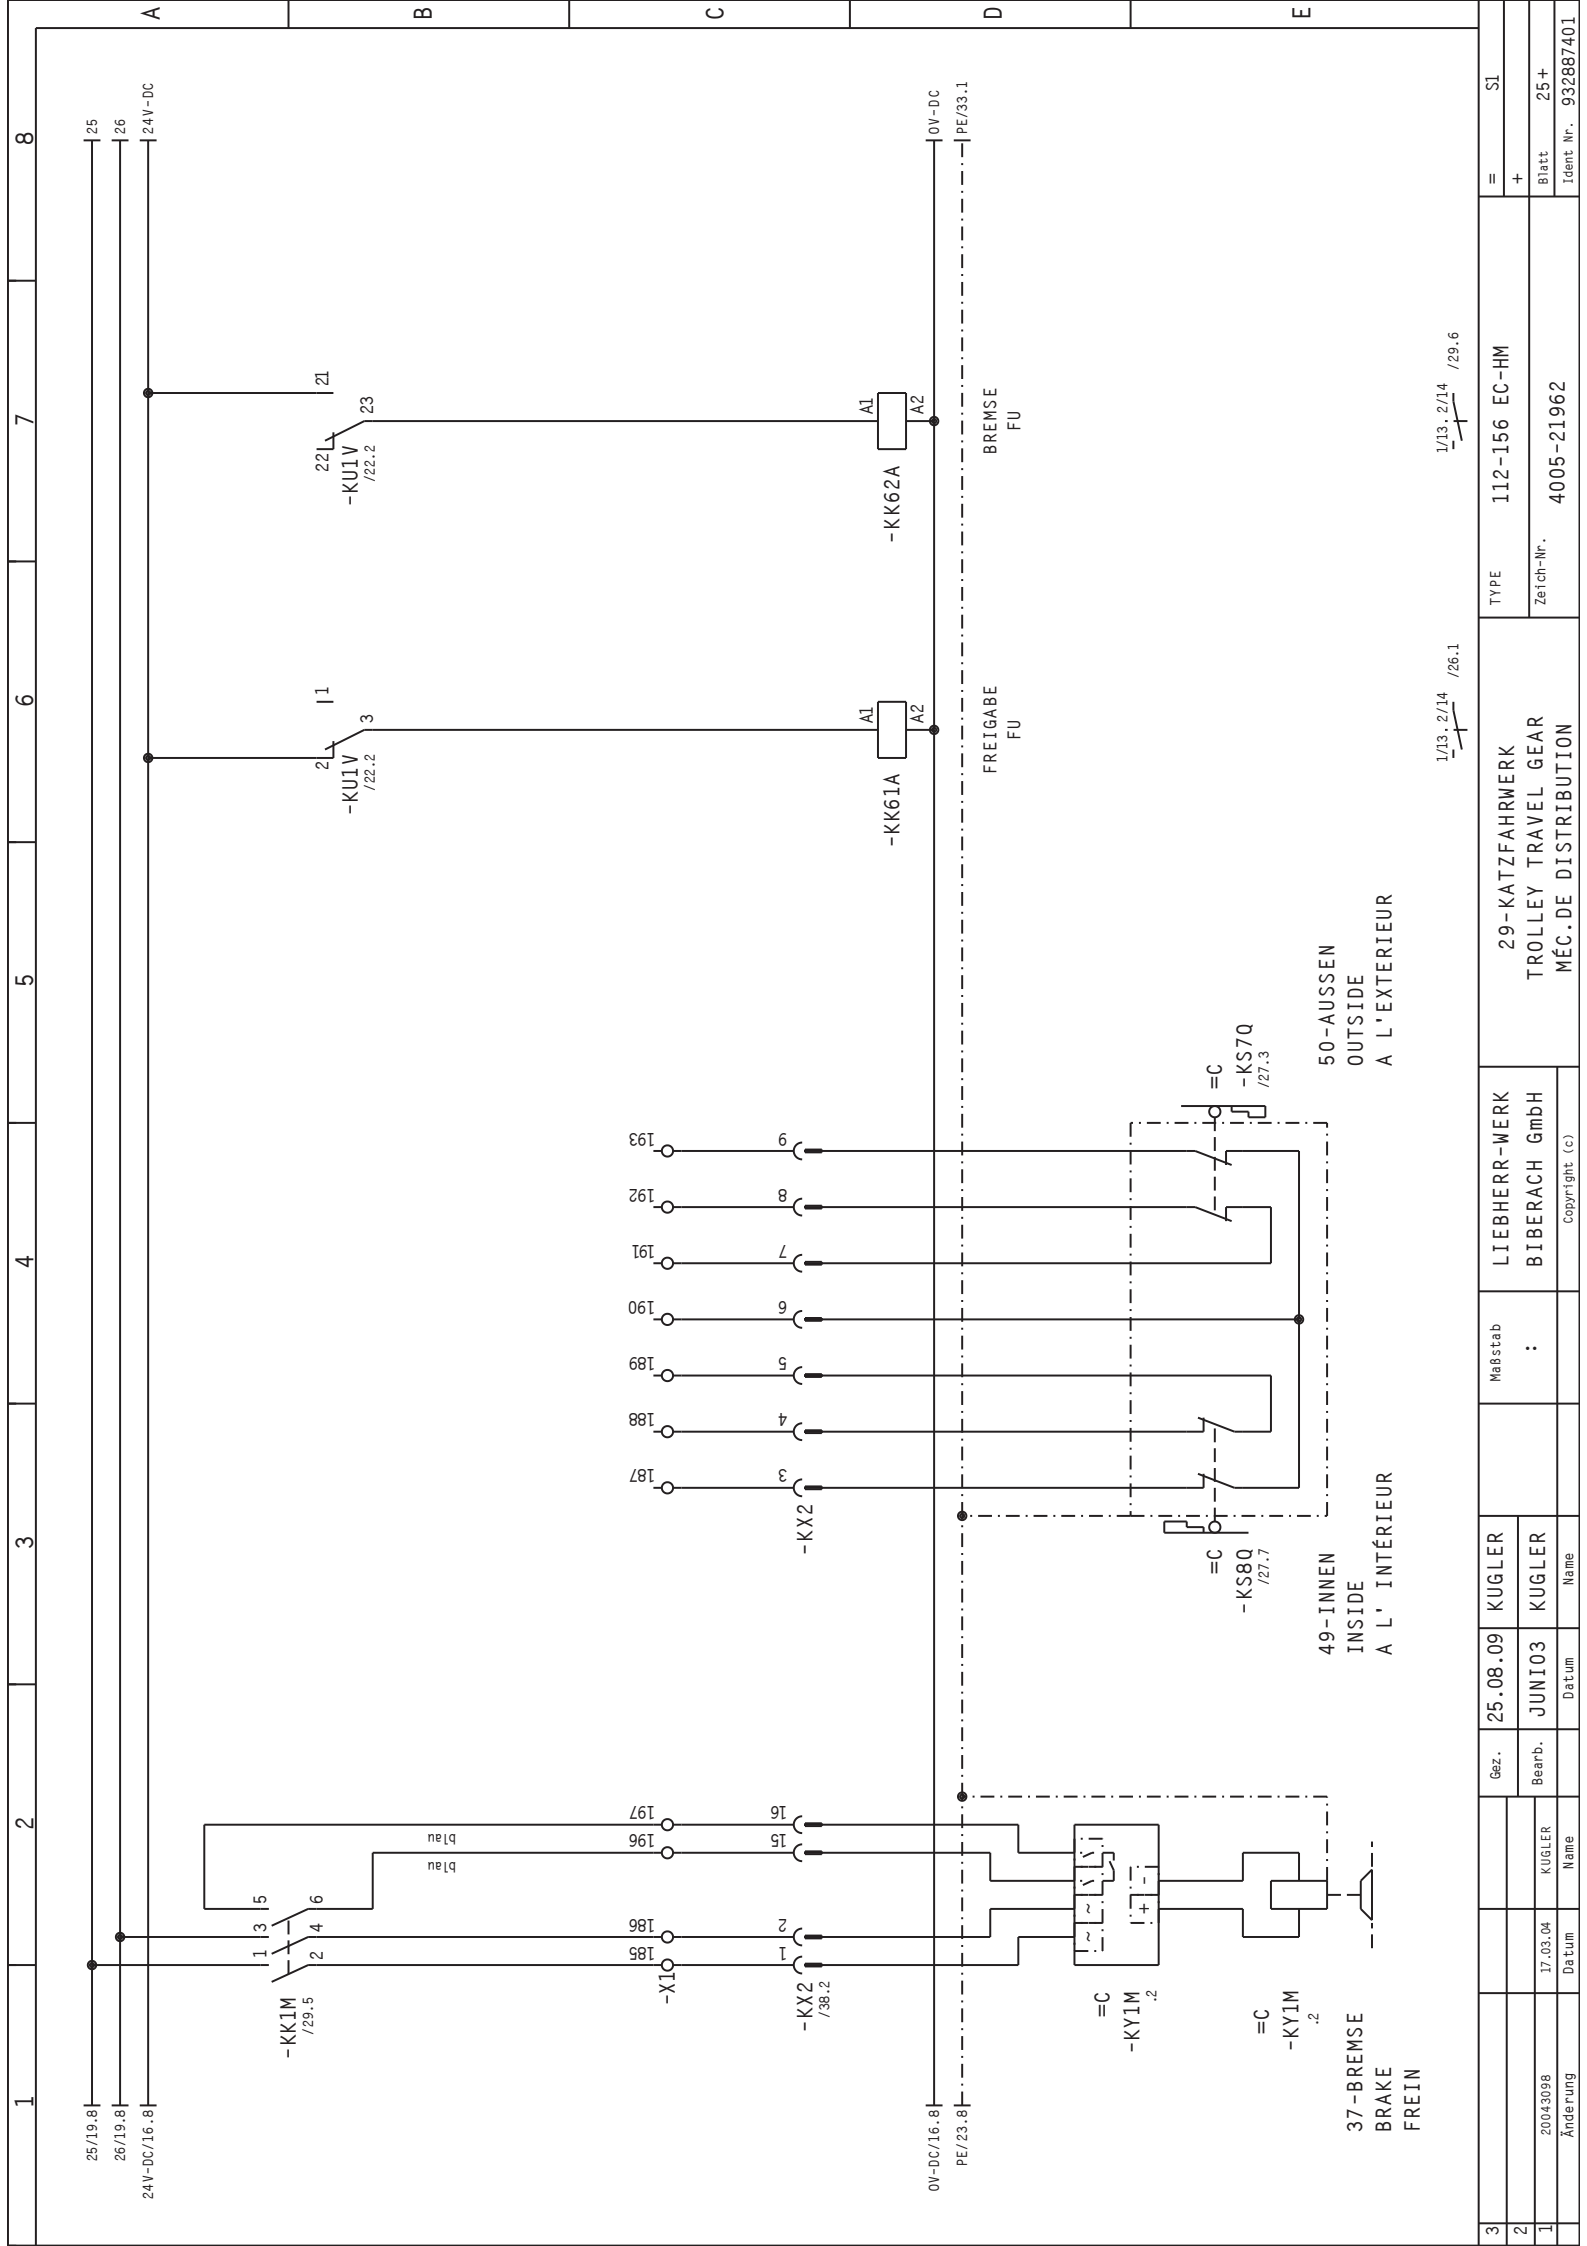 1 2 3 4 5 6 7 8
A
B
C
D
E
25/19.8
26/19.8
24V-DC/16.8
25
26
24V-DC
0V-DC/16.8
PE/23.8
0V-DC
PE/33.1
-KK1M
/29.5
1 3 5
2 4 6
blau
blau
-X1
185 186 196 197
-KX2
/38.2
1 2 15 16
=C
-KY1M
.2
~ ~
+ -
=C
-KY1M
.2
37-BREMSE
BRAKE
FREIN
187 188 189 190 191 192 193
-KX2
3 4 5 6 7 8 9
=C
-KS8Q
/27.7
49-INNEN
INSIDE
A L' INTÉRIEUR
=C
-KS7Q
/27.3
50-AUSSEN
OUTSIDE
A L'EXTERIEUR
2 1
-KU1V
/22.2
3
A1
-KK61A
A2
FREIGABE
FU
1/13. 2/14 /26.1
22 21
-KU1V
/22.2
23
A1
-KK62A
A2
BREMSE
FU
1/13. 2/14 /29.6
3
2
1 20043098 17.03.04 KUGLER
Änderung Datum Name
Gez. 25.08.09 KUGLER
Bearb. JUNI03 KUGLER
Datum Name
Maßstab
:
LIEBHERR-WERK
BIBERACH GmbH
Copyright (c)
29-KATZFAHRWERK
TROLLEY TRAVEL GEAR
MÉC.DE DISTRIBUTION
TYPE 112-156 EC-HM
Zeich-Nr. 4005-21962
= S1
+
Blatt 25+
Ident Nr. 932887401